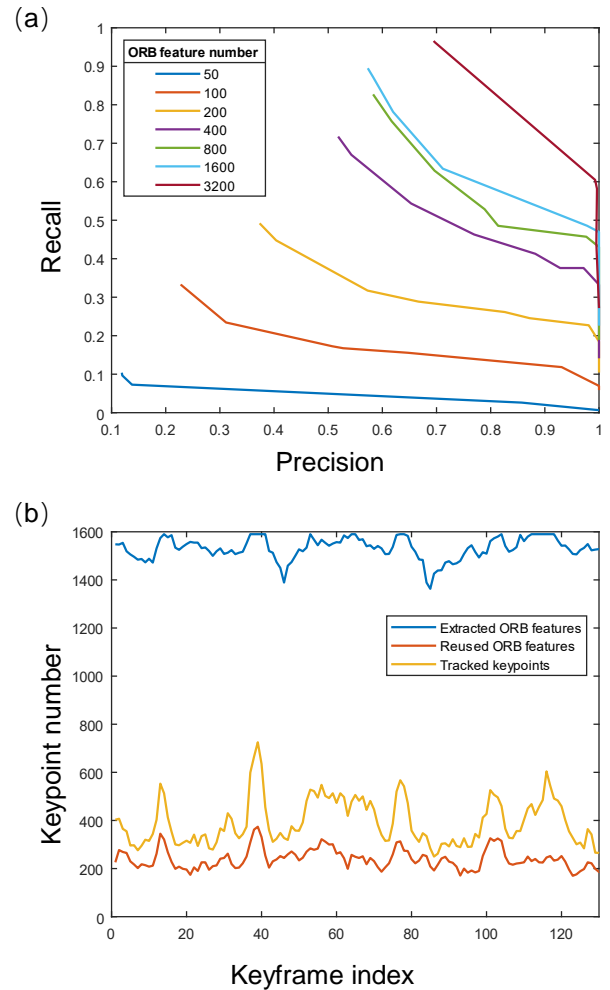 (a)
1
0.9
0.8
0.7
0.6
0.5
0.4
0.3
0.2
0.1
0
Recall
ORB feature number
50
100
200
400
800
1600
3200
0.1 0.2 0.3 0.4 0.5 0.6 0.7 0.8 0.9 1
Precision
(b)
1600
1400
1200
1000
800
600
400
200
0
Keypoint number
Extracted ORB features
Reused ORB features
Tracked keypoints
0 20 40 60 80 100 120
Keyframe index